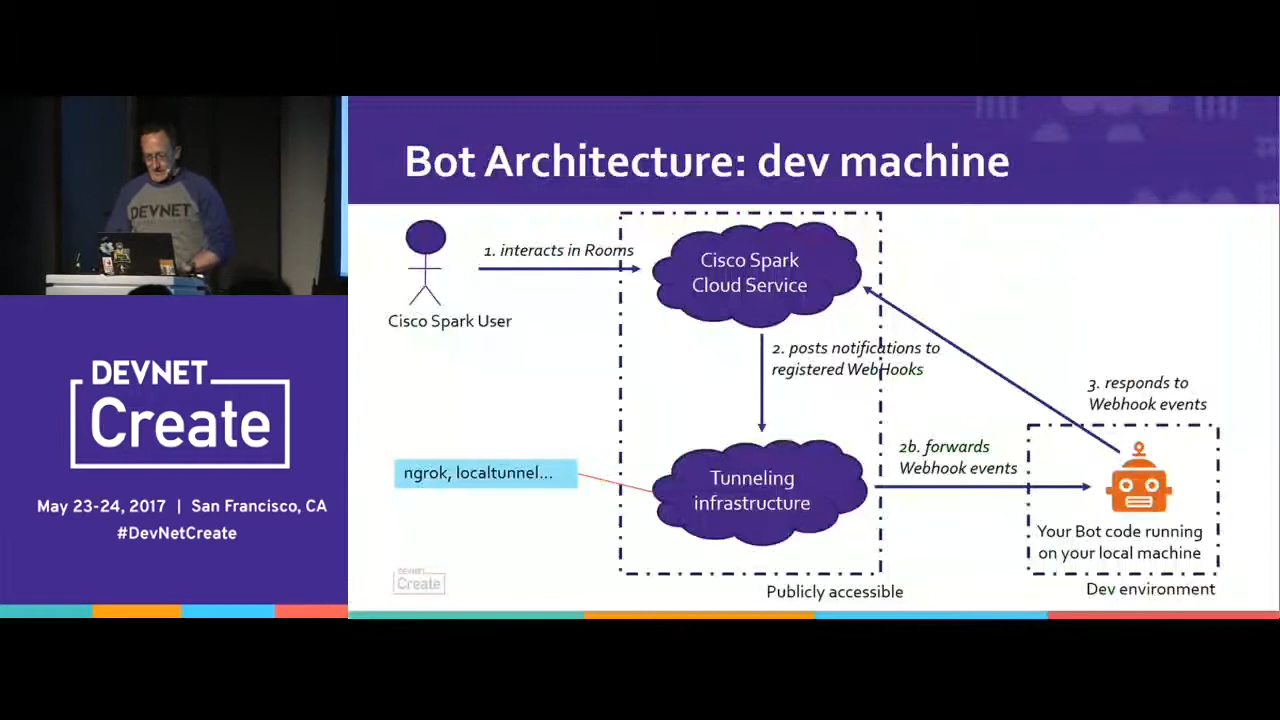 Bot Architecture: dev machine
DEVNET
1. interacts in Rooms
Cisco Spark
Cloud Service
Cisco Spark User
2. posts notifications to
registered WebHooks
3. responds to
Webhook events
2b. forwards
Webhook events
ngrok, localtunnel...
Tunneling
infrastructure
Your Bot code running
on your local machine
Publicly accessible
Dev environment
DEVNET
Create
DEVNET
Create
May 23-24, 2017 | San Francisco, CA
#DevNetCreate